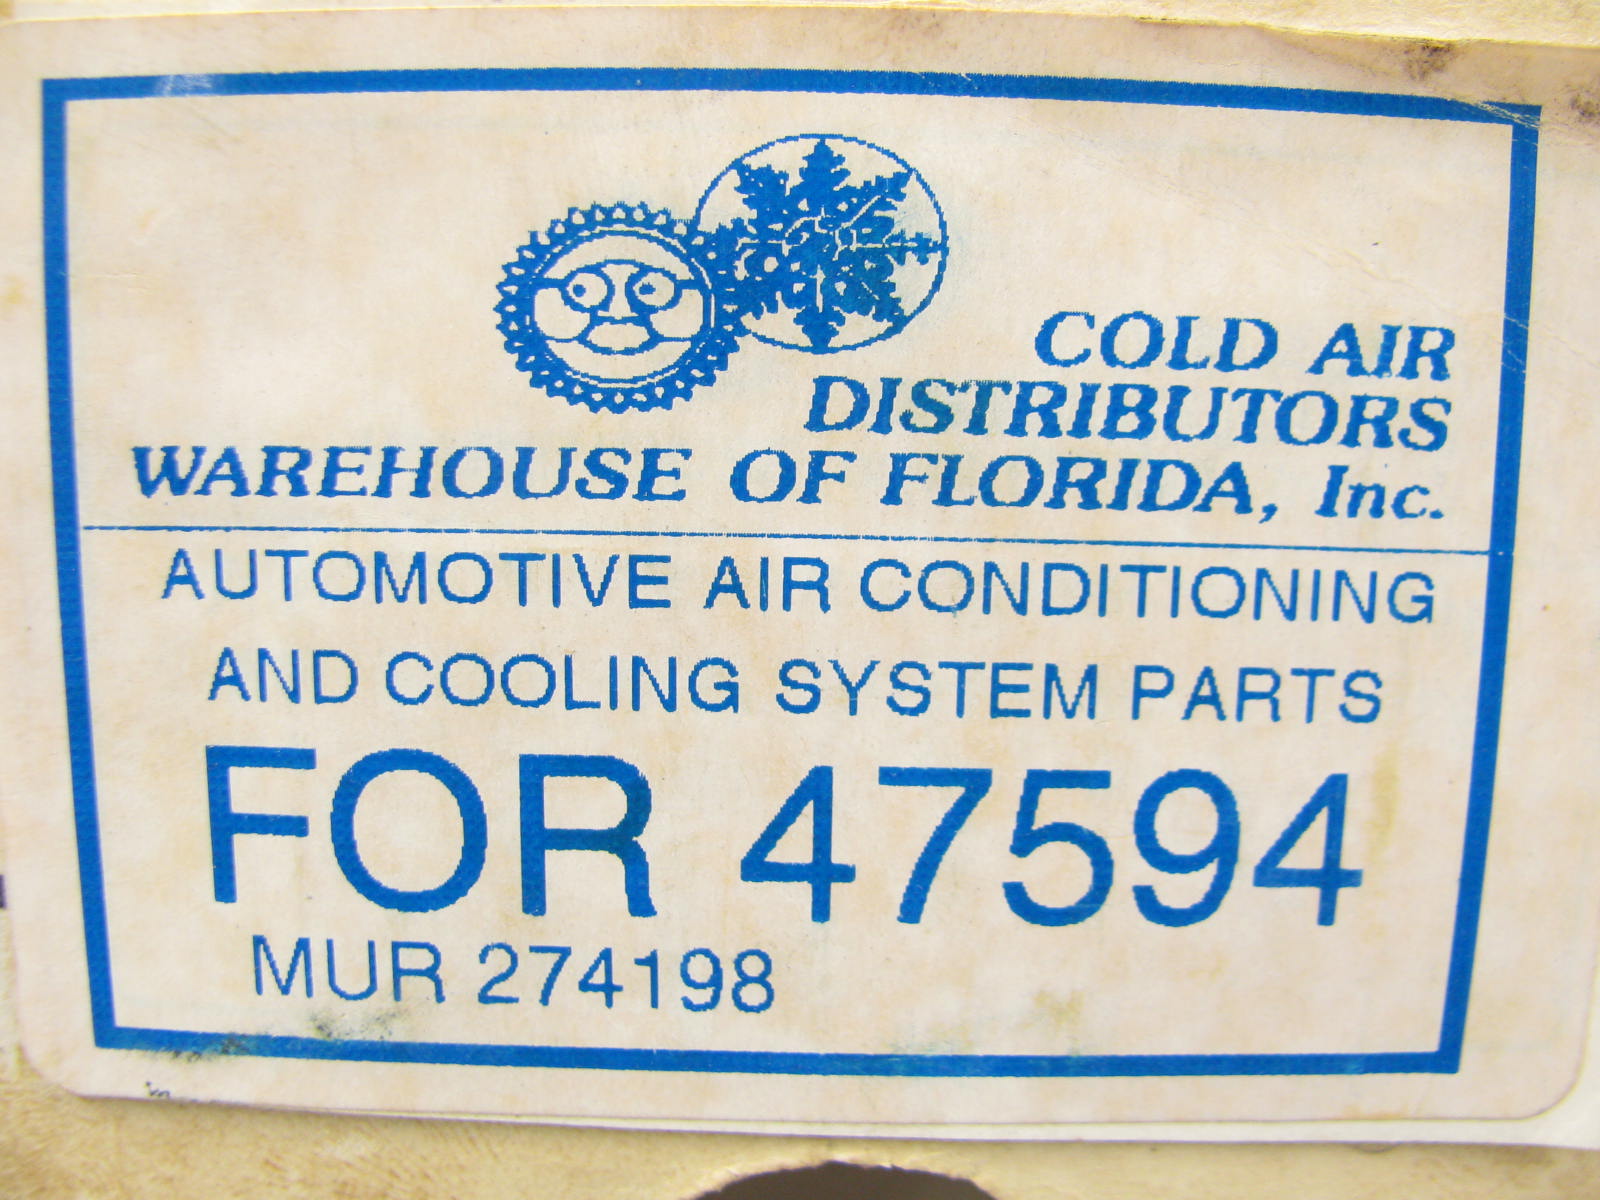 COLD AIR
DISTRIBUTORS
WAREHOUSE OF FLORIDA, Inc.
AUTOMOTIVE AIR CONDITIONING
AND COOLING SYSTEM PARTS
FOR 47594
MUR 274198